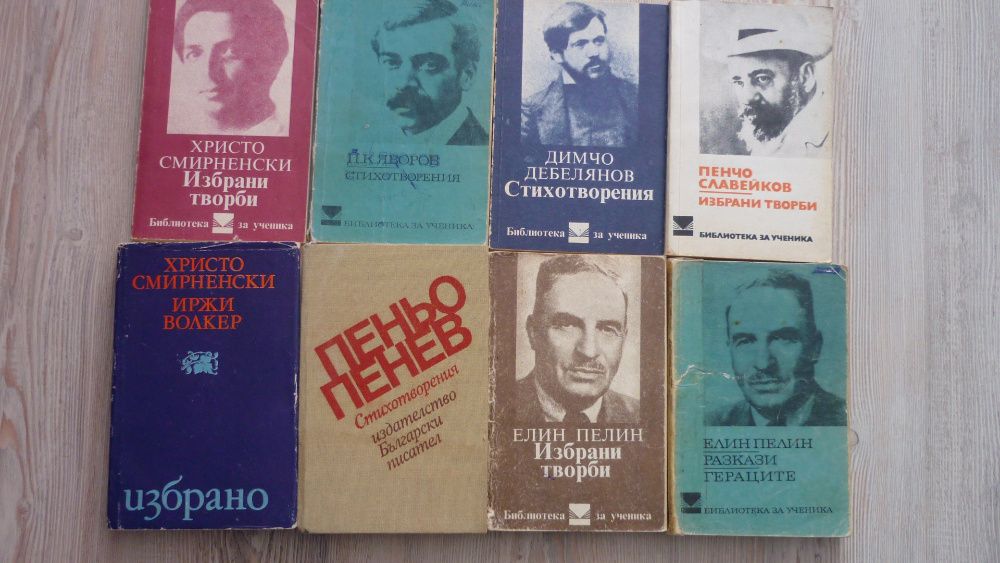 ХРИСТО
СМИРНЕНСКИ
Избрани
творби
Библиотека за ученика
П.К.ЯВОРОВ
СТИХОТВОРЕНИЯ
БИБЛИОТЕКА ЗА УЧЕНИКА
ДИМЧО
ДЕБЕЛЯНОВ
Стихотворения
Библиотека за ученика
ПЕНЧО
СЛАВЕЙКОВ
ИЗБРАНИ ТВОРБИ
БИБЛИОТЕКА ЗА УЧЕНИКА
ХРИСТО
СМИРНЕНСКИ
ИРЖИ
ВОЛКЕР
избрано
ПЕНЬО
ПЕНЕВ
Стихотворения
издателство
Български
писател
ЕЛИН ПЕЛИН
Избрани
творби
Библиотека за ученика
ЕЛИН ПЕЛИН
РАЗКАЗИ
ГЕРАЦИТЕ
БИБЛИОТЕКА ЗА УЧЕНИКА